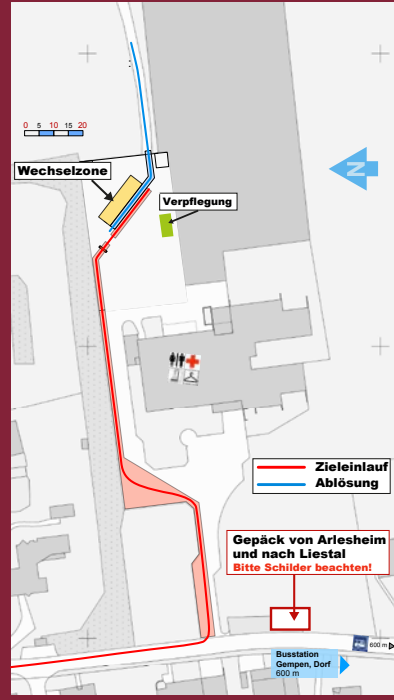 0 5 10 15 20
Wechselzone
Verpflegung
N
Zieleinlauf
Ablösung
Gepäck von Arlesheim
und nach Liestal
Bitte Schilder beachten!
600 m
Busstation
Gempen, Dorf
600 m